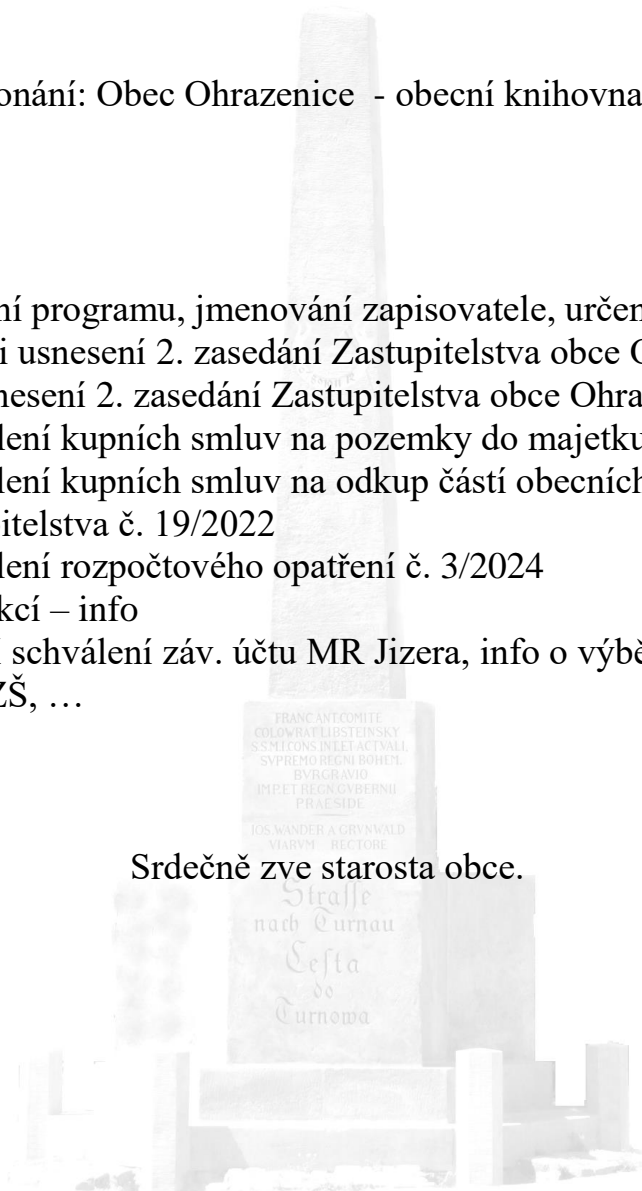 onání: Obec Ohrazenice - obecní knihovna
ní programu, jmenování zapisovatele, určen
i usnesení 2. zasedání Zastupitelstva obce O
nesení 2. zasedání Zastupitelstva obce Ohra
lení kupních smluv na pozemky do majetku
lení kupních smluv na odkup částí obecních
pitelstva č. 19/2022
lení rozpočtového opatření č. 3/2024
kcí – info
í schválení záv. účtu MR Jizera, info o výbě
ZŠ, …
FRANC ANT COMITE
COLOWRAT LIBSTEINSKY
S.S.M.I.CONS INT.ET ACTVALI,
SVPREMO REGNI BOHEM.
BVRGRAVIO
IMP.ET REGN GVBERNII
PRAESIDE
IOS.WANDER A GRVNWALD
VIARVM RECTORE
Srdečně zve starosta obce.
Straſſe
nach Turnau
Ceſta
do
Turnowa